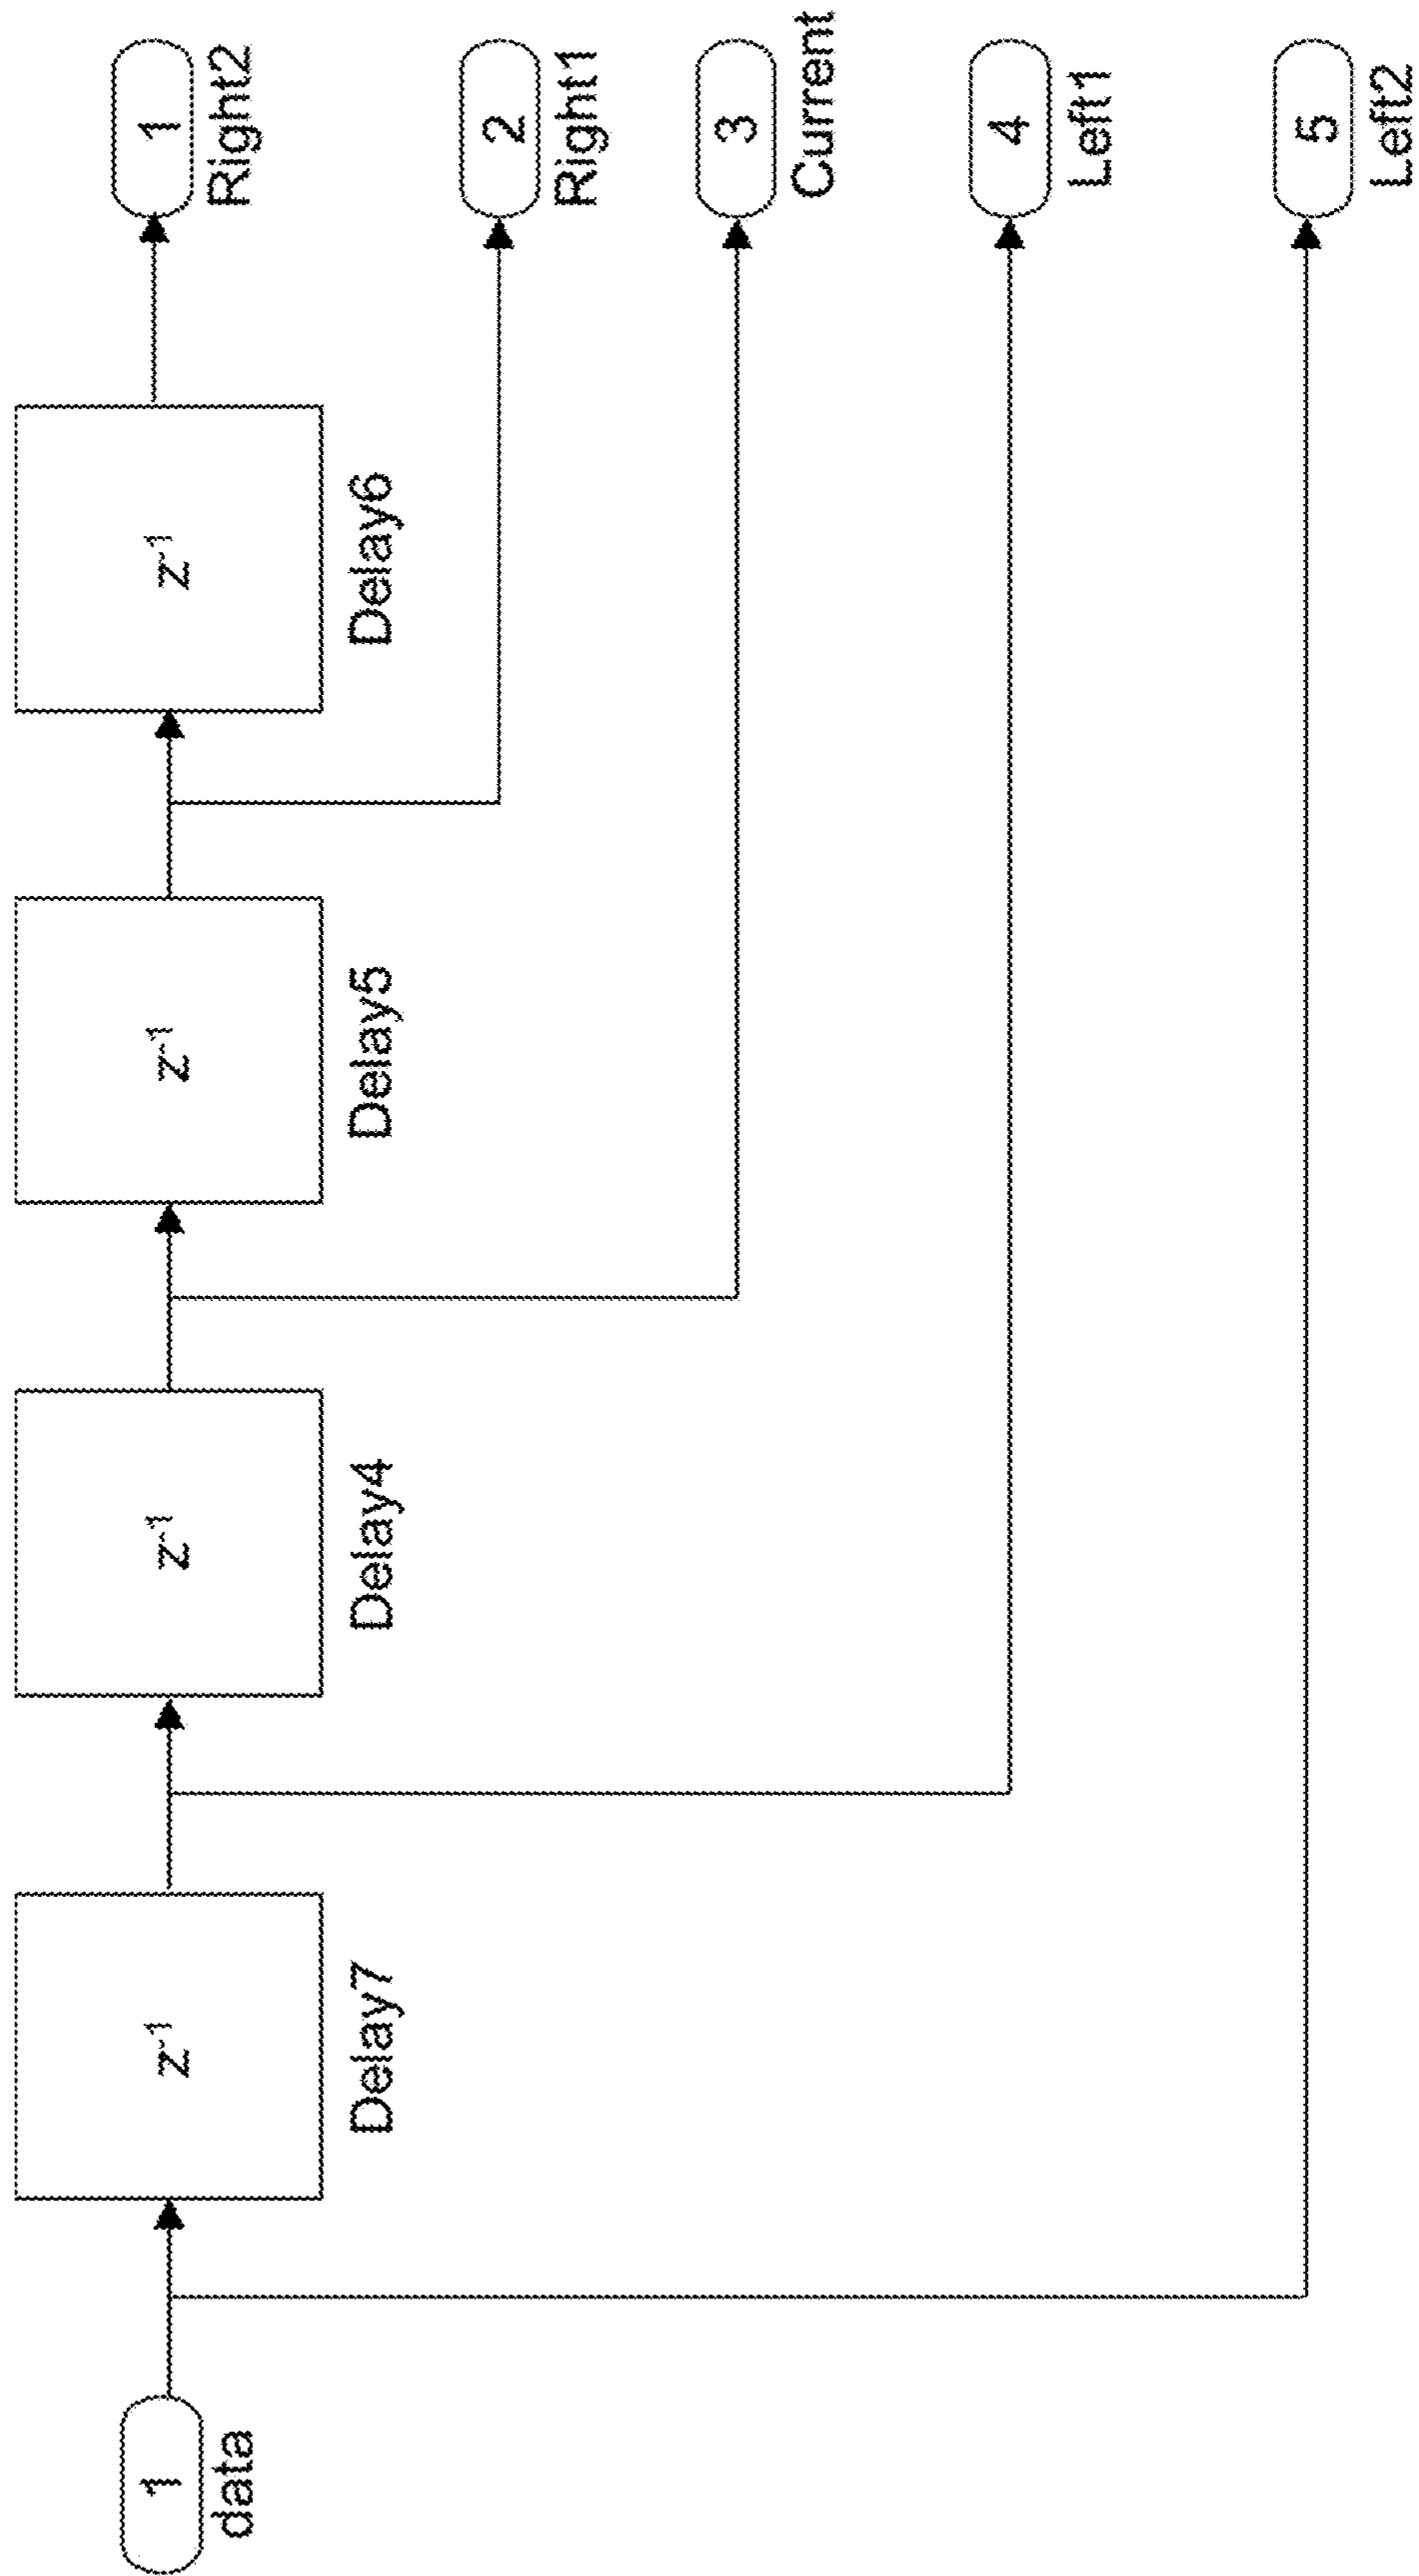 1
data
z-1
Delay7
z-1
Delay4
z-1
Delay5
z-1
Delay6
1
Right2
2
Right1
3
Current
4
Left1
5
Left2